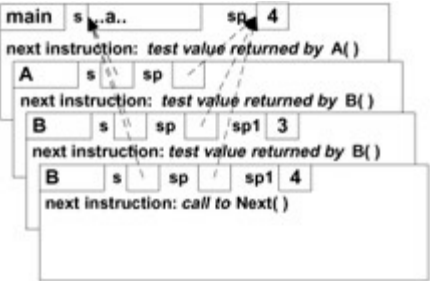 main s ..a.. sp 4
next instruction: test value returned by A( )
A s sp
next instruction: test value returned by B( )
B s sp sp1 3
next instruction: test value returned by B( )
B s sp sp1 4
next instruction: call to Next( )